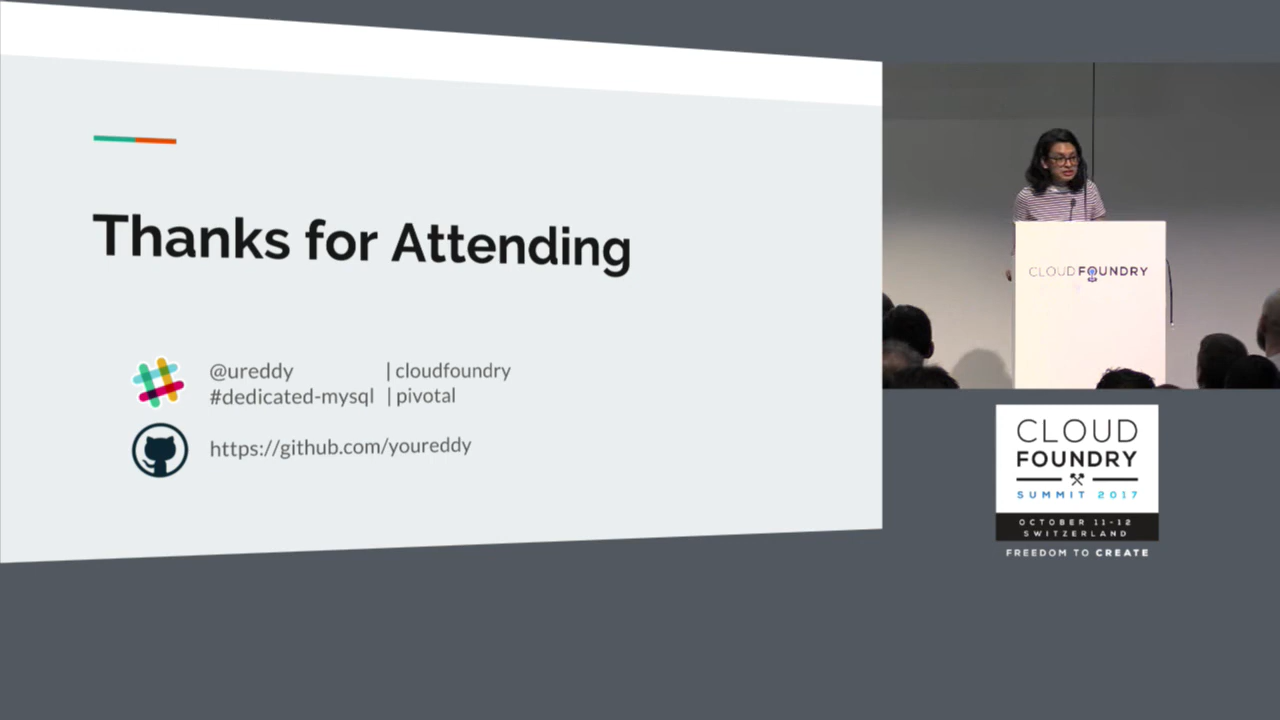 Thanks for Attending
@ureddy | cloudfoundry
#dedicated-mysql | pivotal
https://github.com/youreddy
CLOUD FOUNDRY
CLOUD
FOUNDRY
SUMMIT 2017
OCTOBER 11-12
SWITZERLAND
FREEDOM TO CREATE